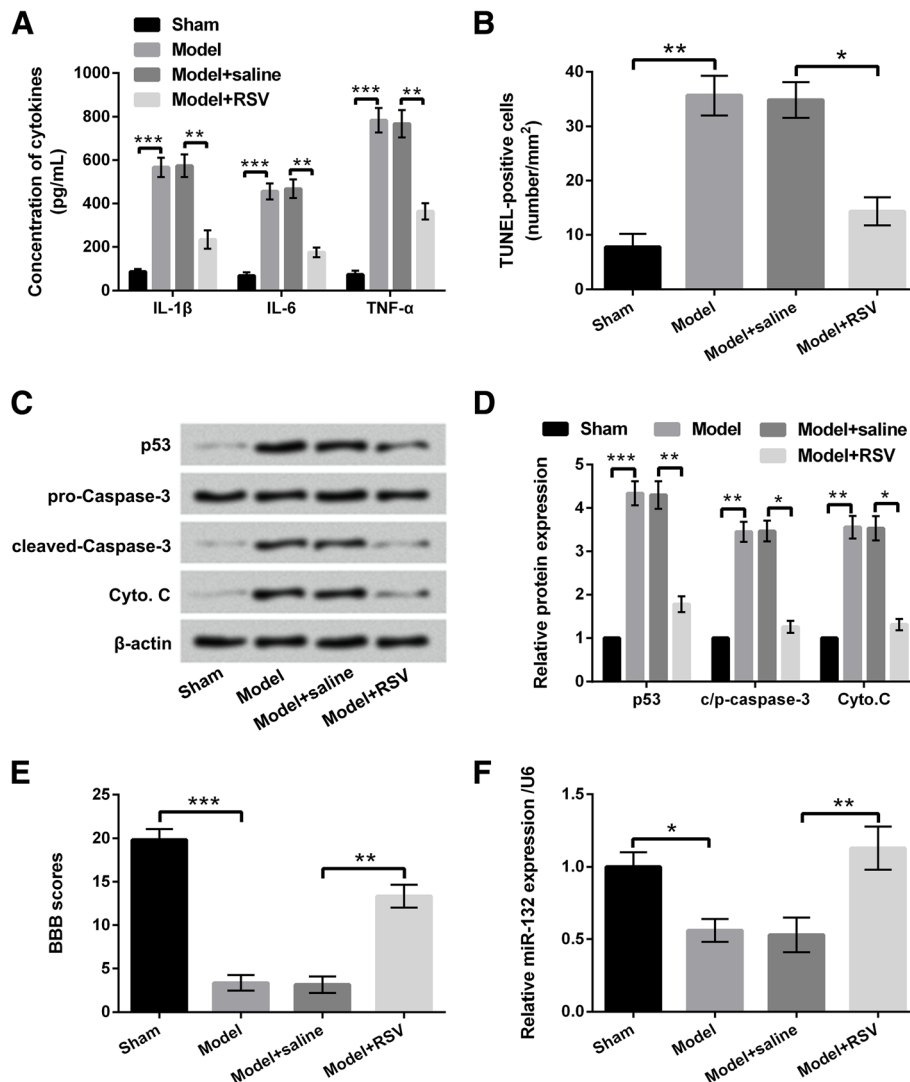 A
Sham
Model
Model+saline
Model+RSV
Concentration of cytokines
(pg/mL)
1000
800
600
400
200
0
*** ** *** ** *** **
IL-1β IL-6 TNF-α
B
TUNEL-positive cells
(number/mm²)
40
30
20
10
0
** *
Sham Model Model+saline Model+RSV
C
p53
pro-Caspase-3
cleaved-Caspase-3
Cyto. C
β-actin
Sham Model Model+saline Model+RSV
D
Sham Model Model+saline
Model+RSV
Relative protein expression
5
4
3
2
1
0
*** ** ** * ** *
p53 c/p-caspase-3 Cyto.C
E
BBB scores
25
20
15
10
5
0
*** **
Sham Model Model+saline Model+RSV
F
Relative miR-132 expression /U6
1.5
1.0
0.5
0.0
* **
Sham Model Model+saline Model+RSV